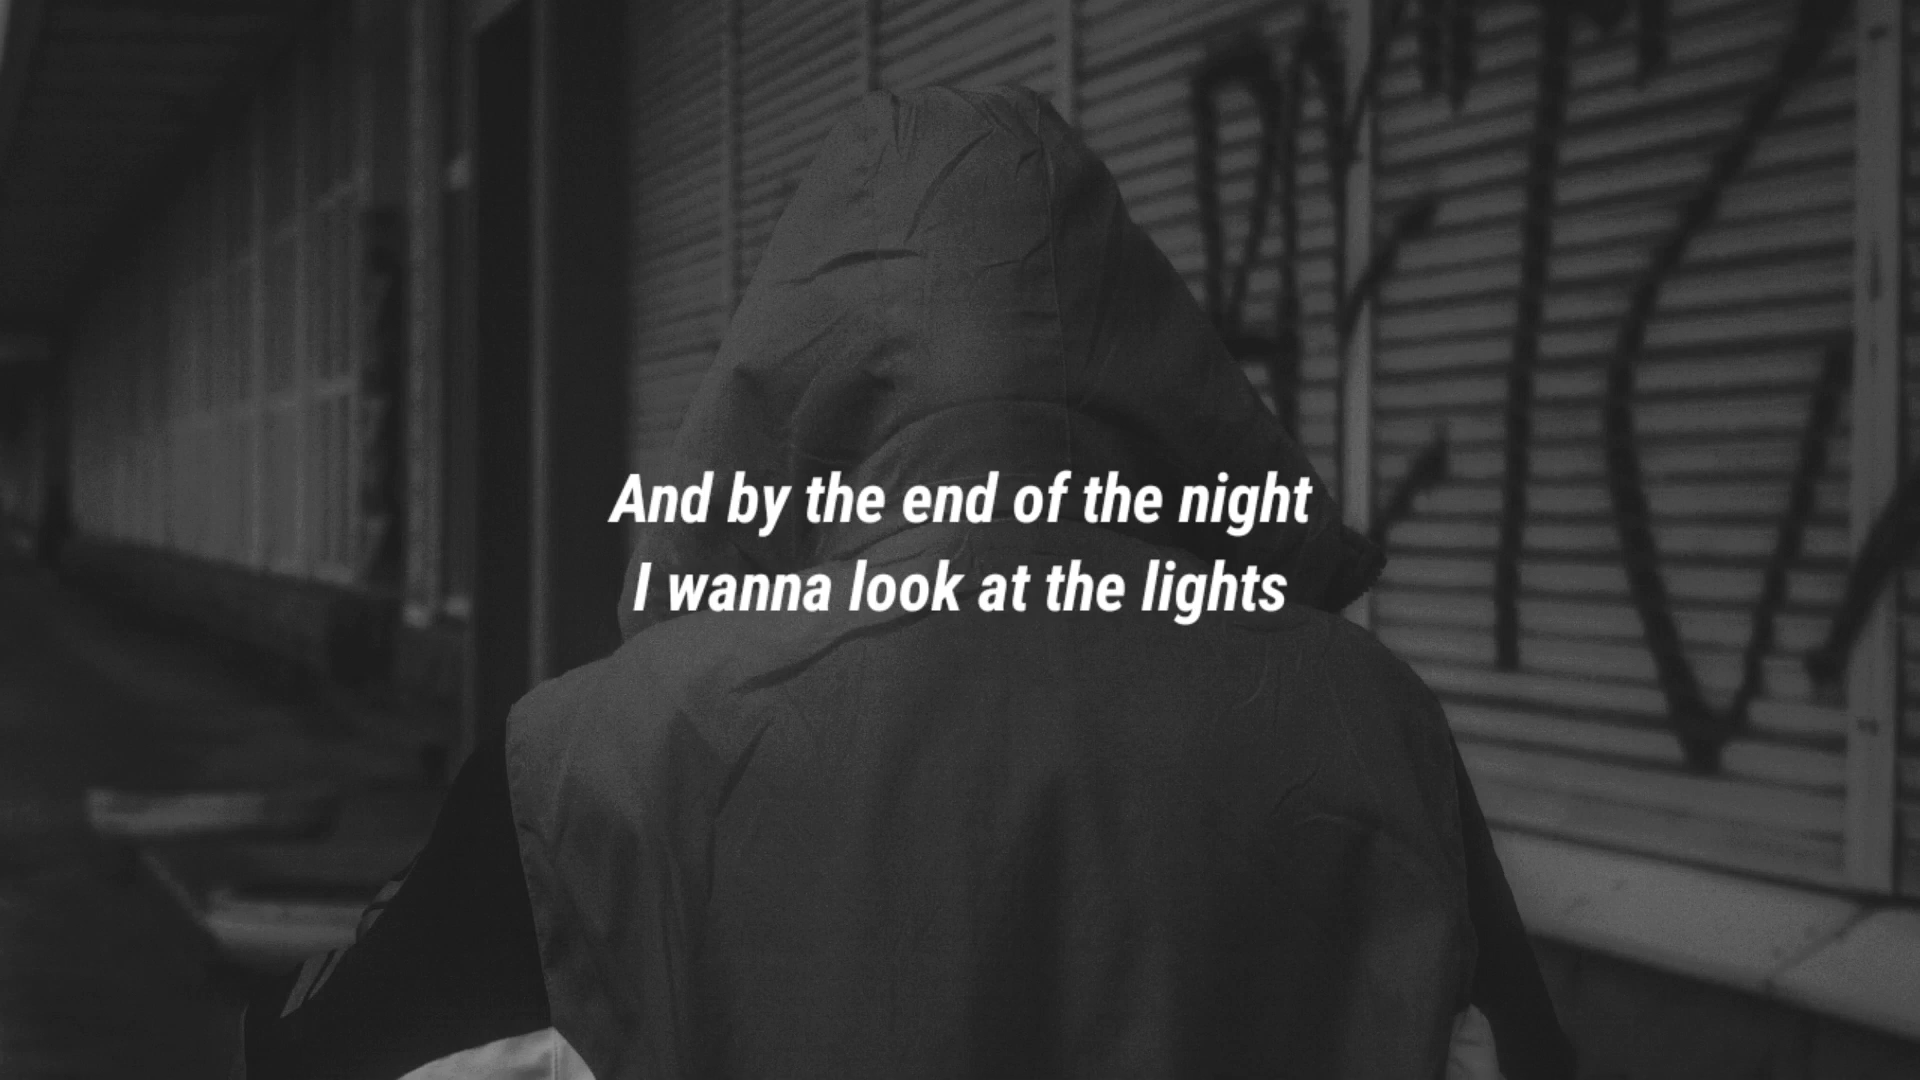 And by the end of the night
I wanna look at the lights